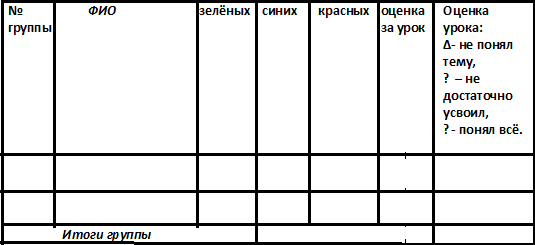 № группы
ФИО
зелёных
синих
красных
оценка за урок
Оценка урока:
Δ- не понял тему,
? – не достаточно усвоил,
? - понял всё.
Итоги группы